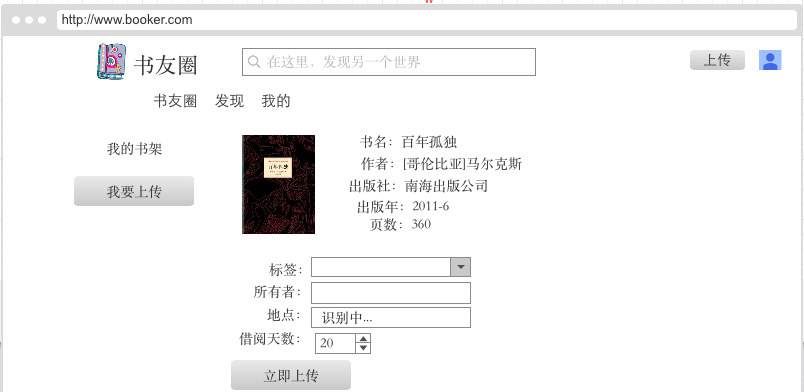 http://www.booker.com
书友圈
在这里，发现另一个世界
上传
书友圈 发现 我的
我的书架
我要上传
百年孤独
书名：百年孤独
作者：[哥伦比亚]马尔克斯
出版社：南海出版公司
出版年：2011-6
页数：360
标签：
所有者：
地点：识别中...
借阅天数：20
立即上传